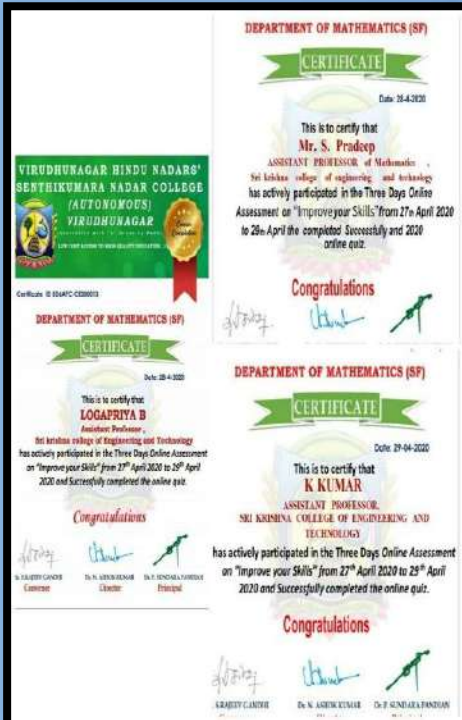 VIRUDHUNAGAR HINDU NADARS'
SENTHIKUMARA NADAR COLLEGE
(AUTONOMOUS)
VIRUDHUNAGAR
DEPARTMENT OF MATHEMATICS (SF)
CERTIFICATE
Date: 28-4-2020
This is to certify that
LOGAPRIYA B
Assistant Professor ,
Sri krishna college of Engineering and Technology
has actively participated in the Three Days Online Assessment
on "Improve your Skills" from 27th April 2020 to 29th April
2020 and Successfully completed the online quiz.
Congratulations
Convener
Director
Principal
DEPARTMENT OF MATHEMATICS (SF)
CERTIFICATE
Date: 28-4-2020
This is to certify that
Mr. S. Pradeep
ASSISTANT PROFESSOR of Mathematics ,
Sri krishna college of engineering and technology
has actively participated in the Three Days Online
Assessment on "Improve your Skills" from 27th April 2020
to 29th April the completed Successfully and 2020
online quiz.
Congratulations
DEPARTMENT OF MATHEMATICS (SF)
CERTIFICATE
Date: 29-04-2020
This is to certify that
K KUMAR
ASSISTANT PROFESSOR,
SRI KRISHNA COLLEGE OF ENGINEERING AND
TECHNOLOGY
has actively participated in the Three Days Online Assessment
on "Improve your Skills" from 27th April 2020 to 29th April
2020 and Successfully completed the online quiz.
Congratulations
Dr. N. ASHOK KUMAR
Dr. P. SUNDARA PANDIAN